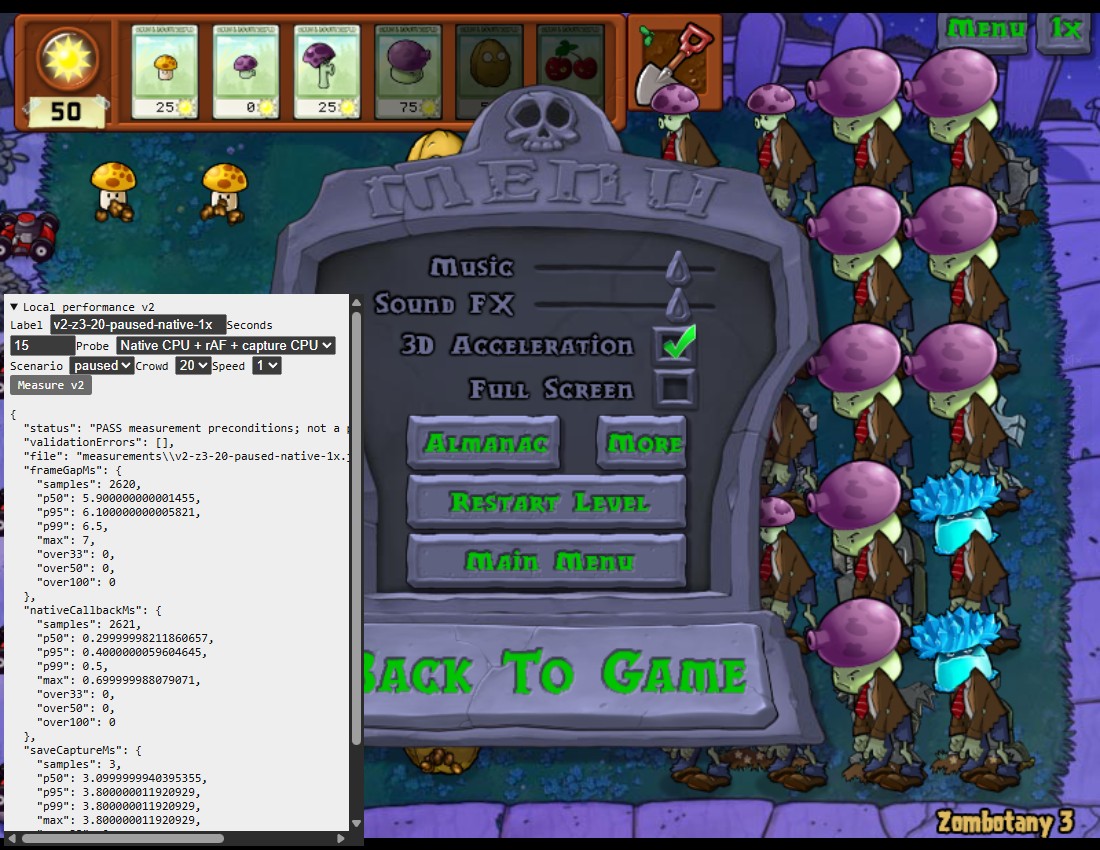 Menu
1x
50
25
0
25
75
5
MENU
Music
Sound FX
3D Acceleration
Full Screen
Almanac
More
Restart Level
Main Menu
Back To Game
Zombotany 3
▼ Local performance v2
Label v2-z3-20-paused-native-1x Seconds
15 Probe Native CPU + rAF + capture CPU
Scenario paused Crowd 20 Speed 1
Measure v2
{
"status": "PASS measurement preconditions; not a p
"validationErrors": [],
"file": "measurements\\v2-z3-20-paused-native-1x.j
"frameGapMs": {
"samples": 2620,
"p50": 5.900000000001455,
"p95": 6.100000000005821,
"p99": 6.5,
"max": 7,
"over33": 0,
"over50": 0,
"over100": 0
},
"nativeCallbackMs": {
"samples": 2621,
"p50": 0.29999998211860657,
"p95": 0.4000000059604645,
"p99": 0.5,
"max": 0.699999988079071,
"over33": 0,
"over50": 0,
"over100": 0
},
"saveCaptureMs": {
"samples": 3,
"p50": 3.0999999940395355,
"p95": 3.800000011920929,
"p99": 3.800000011920929,
"max": 3.800000011920929,